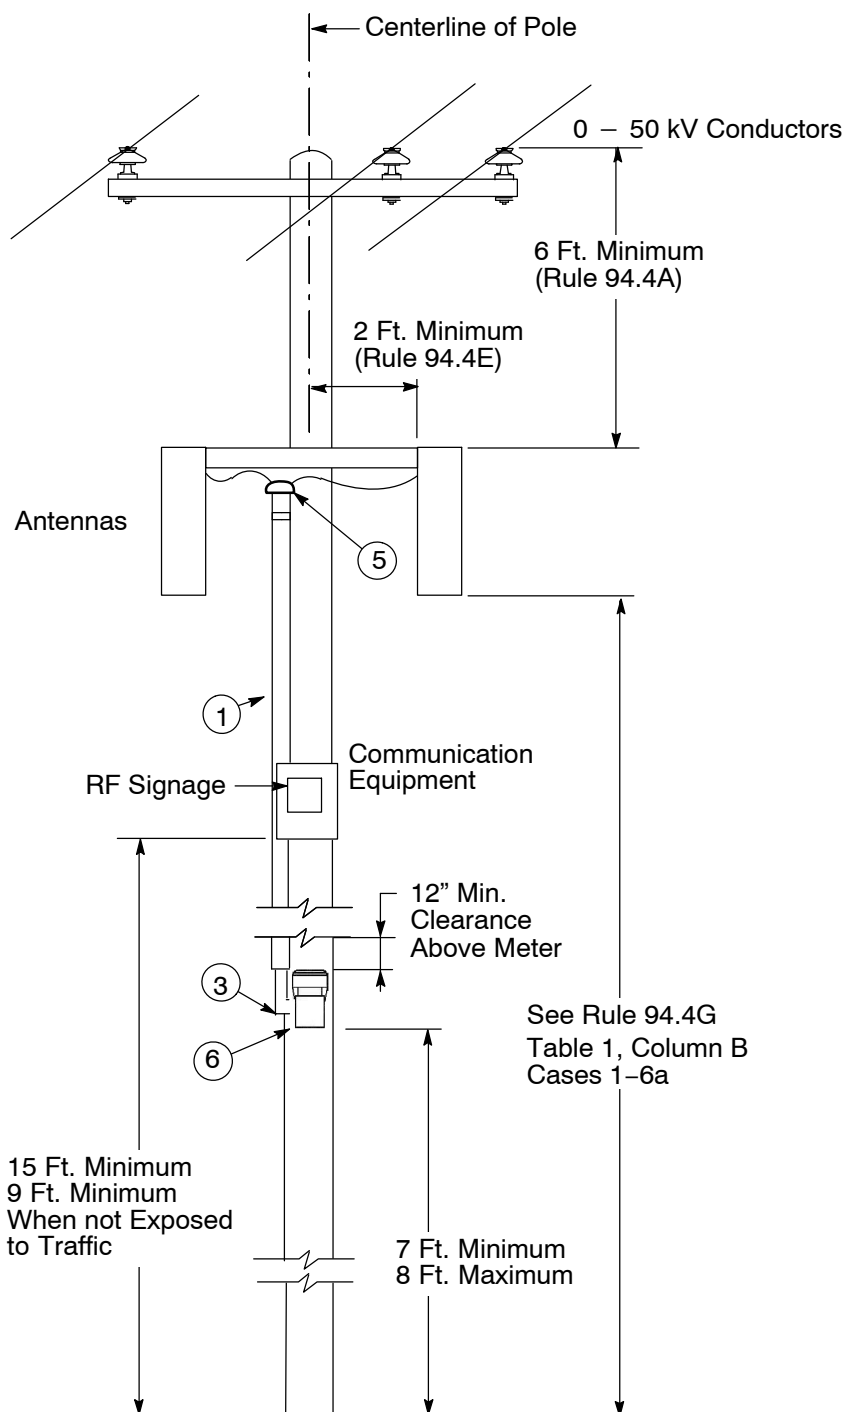 Centerline of Pole
0 – 50 kV Conductors
6 Ft. Minimum
(Rule 94.4A)
2 Ft. Minimum
(Rule 94.4E)
Antennas
5
1
Communication
Equipment
RF Signage
12” Min.
Clearance
Above Meter
3
6
See Rule 94.4G
Table 1, Column B
Cases 1–6a
15 Ft. Minimum
9 Ft. Minimum
When not Exposed
to Traffic
7 Ft. Minimum
8 Ft. Maximum